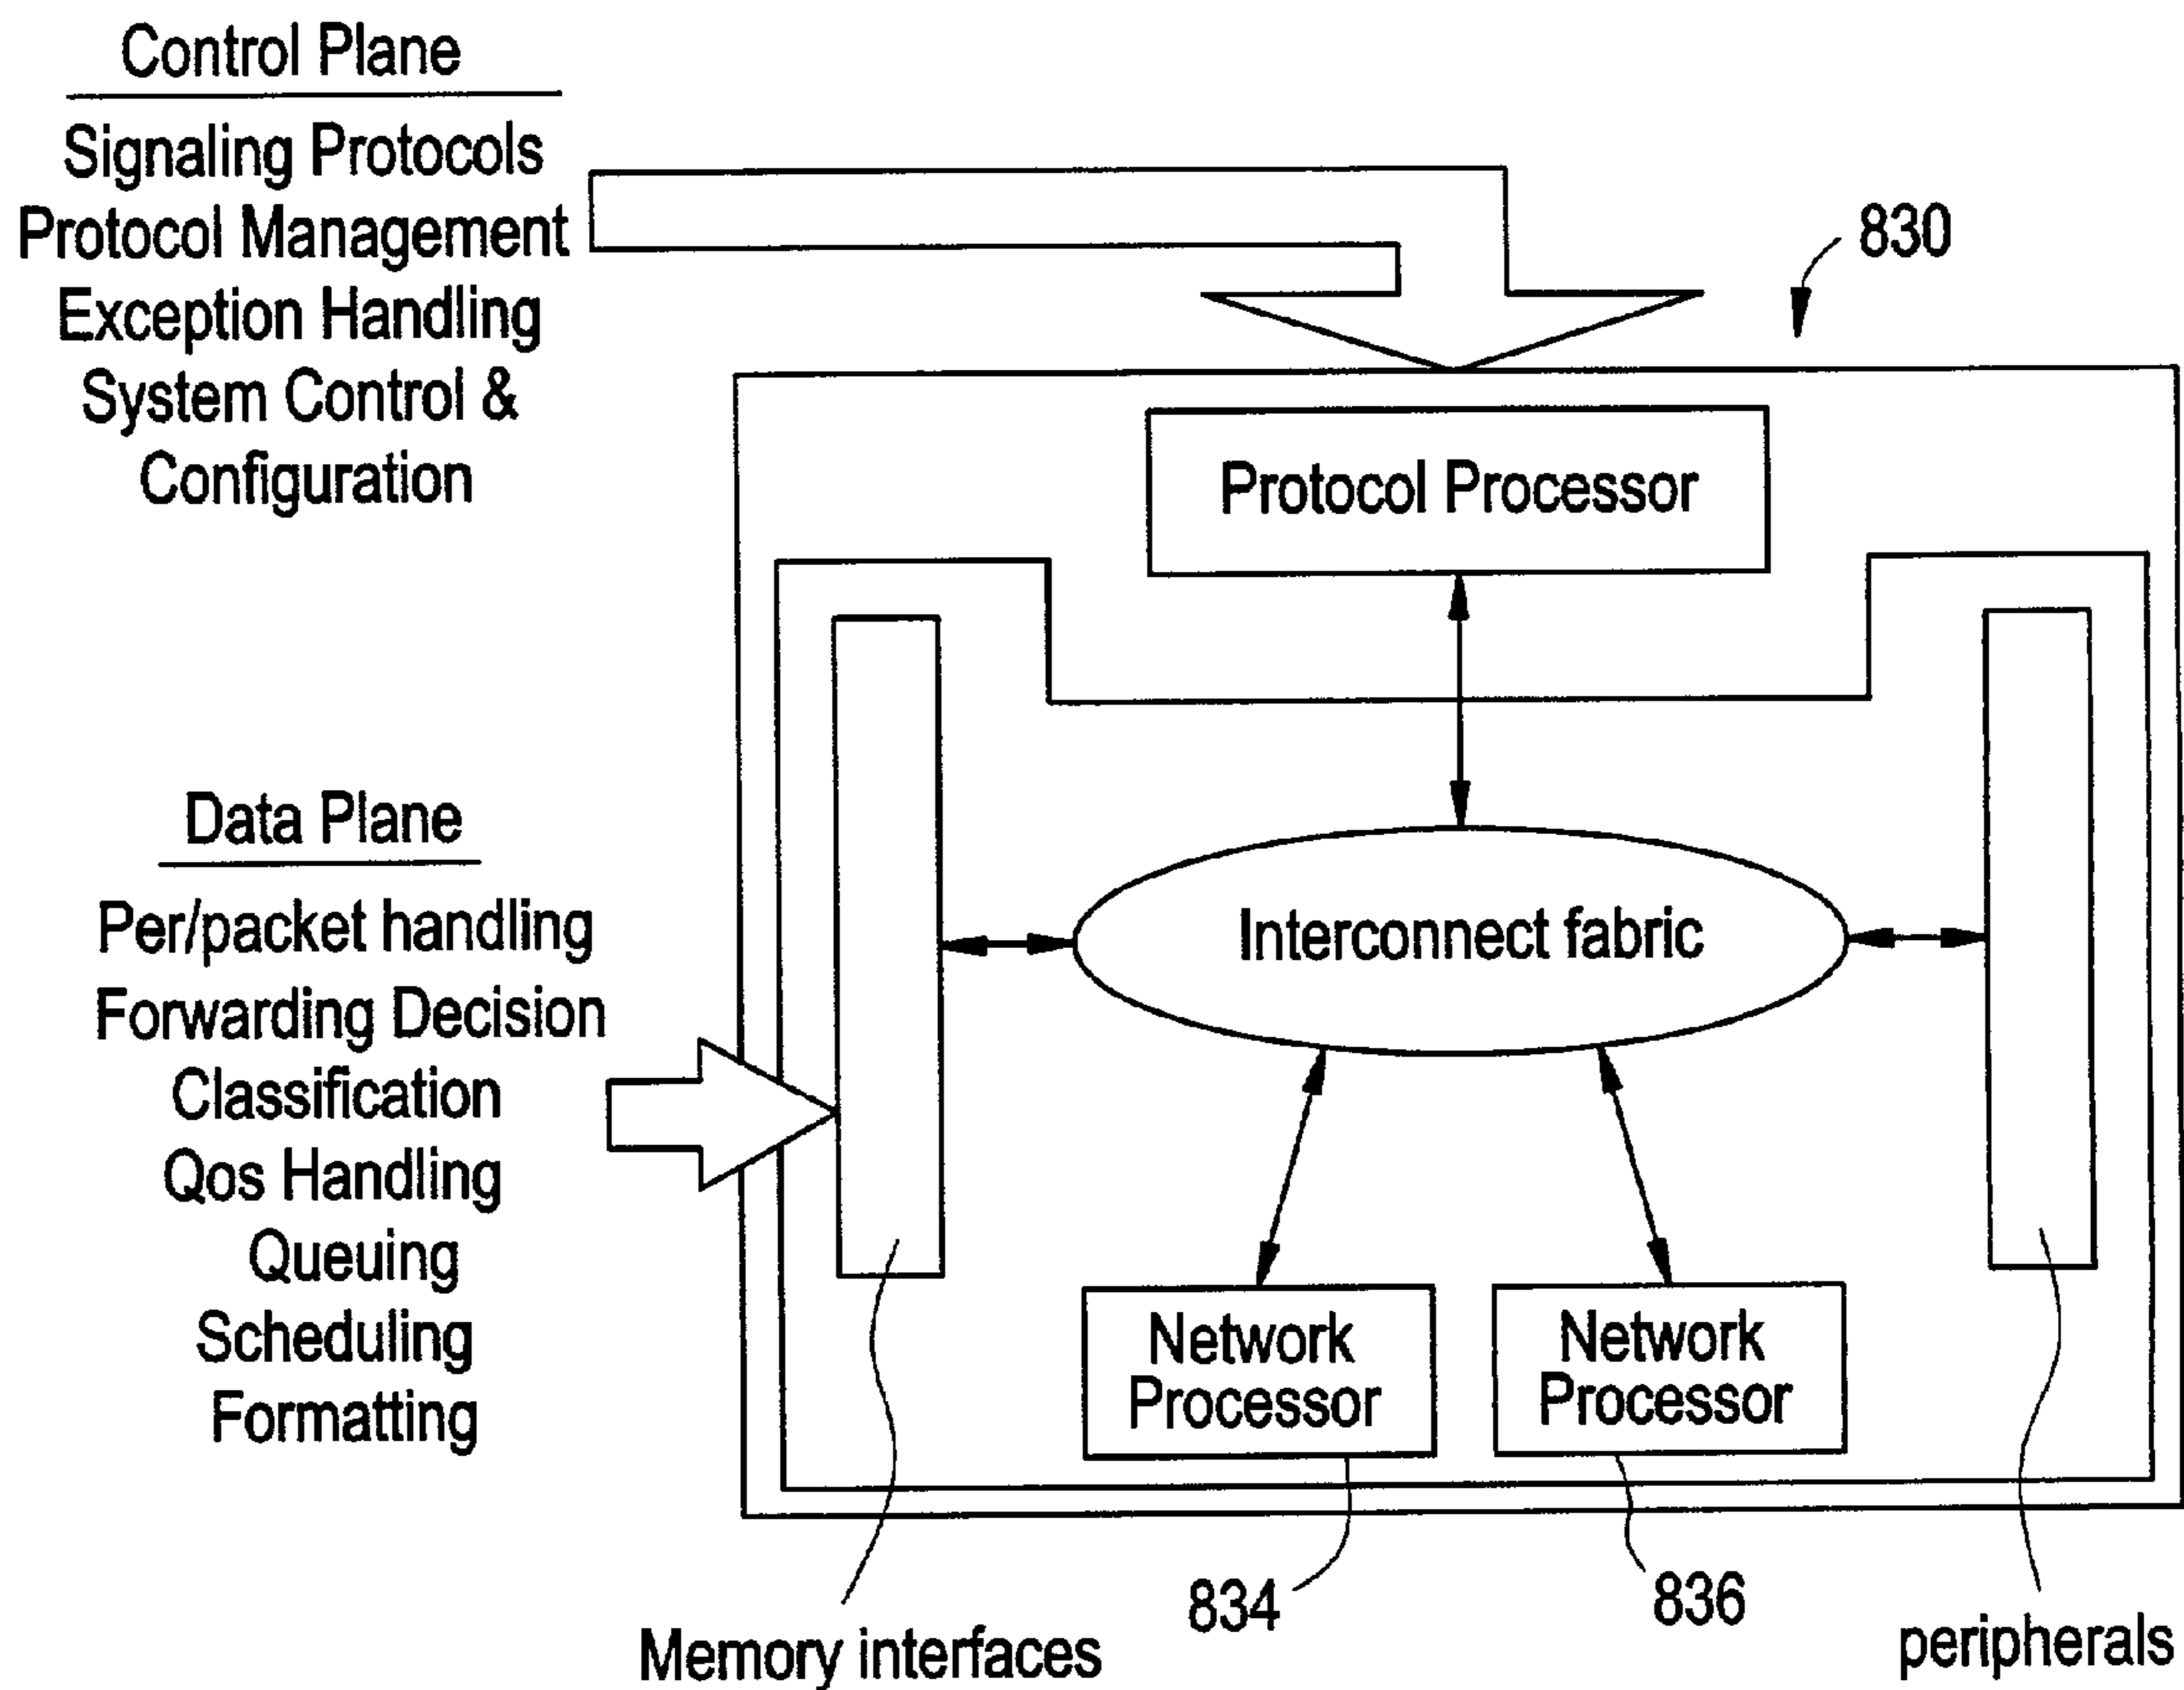 Control Plane
Signaling Protocols
Protocol Management
Exception Handling
System Control &
Configuration
830
Protocol Processor
Data Plane
Per/packet handling
Forwarding Decision
Classification
Qos Handling
Queuing
Scheduling
Formatting
Interconnect fabric
Network
Processor
Network
Processor
834
836
Memory interfaces
peripherals